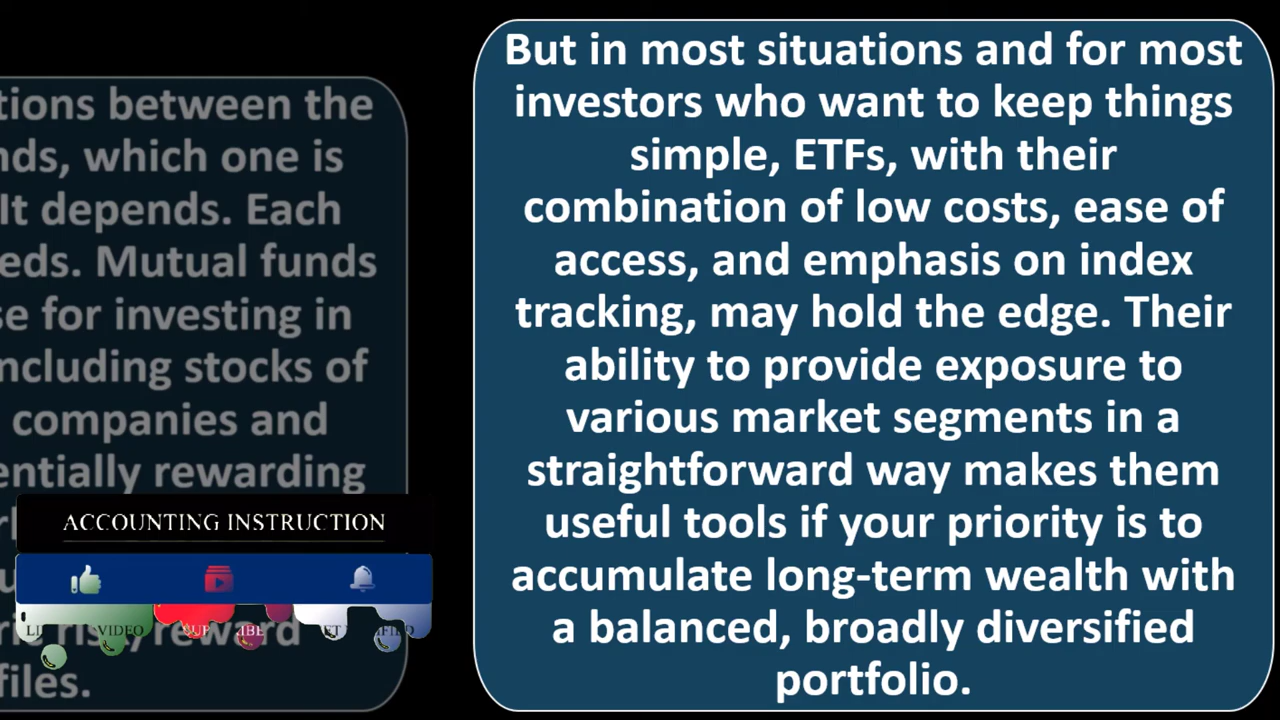 tions between the
nds, which one is
It depends. Each
eds. Mutual funds
se for investing in
ncluding stocks of
companies and
entially rewarding
ACCOUNTING INSTRUCTION
VIDEO
reward
files.
But in most situations and for most
investors who want to keep things
simple, ETFs, with their
combination of low costs, ease of
access, and emphasis on index
tracking, may hold the edge. Their
ability to provide exposure to
various market segments in a
straightforward way makes them
useful tools if your priority is to
accumulate long-term wealth with
a balanced, broadly diversified
portfolio.